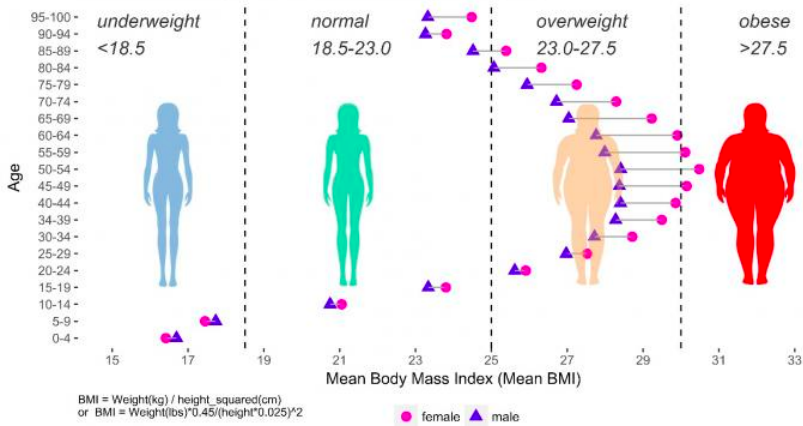 underweight normal overweight obese
<18.5 18.5-23.0 23.0-27.5 >27.5
Age
95-100
90-94
85-89
80-84
75-79
70-74
65-69
60-64
55-59
50-54
45-49
40-44
34-39
30-34
25-29
20-24
15-19
10-14
5-9
0-4
15 17 19 21 23 25 27 29 31 33
Mean Body Mass Index (Mean BMI)
BMI = Weight(kg) / height_squared(cm)
or BMI = Weight(lbs)*0.45/(height*0.025)^2
female male